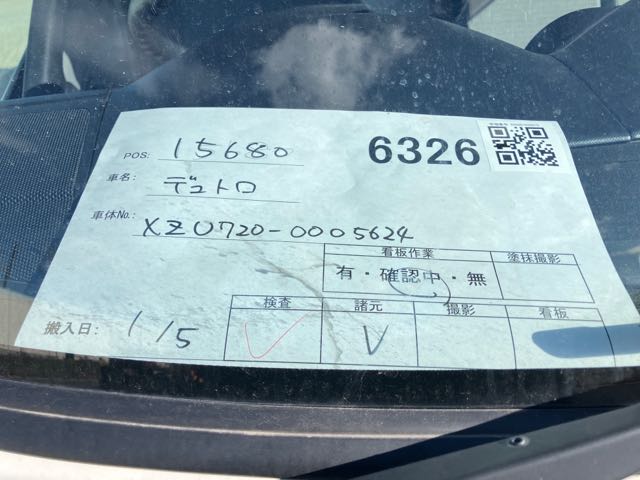 POS: 15680
6326
車名: デュトロ
車体No.: XZU720-0005624
看板作業 塗抹撮影
有・確認中・無
検査 諸元 撮影 看板
搬入日: 1/5 ✓ ✓